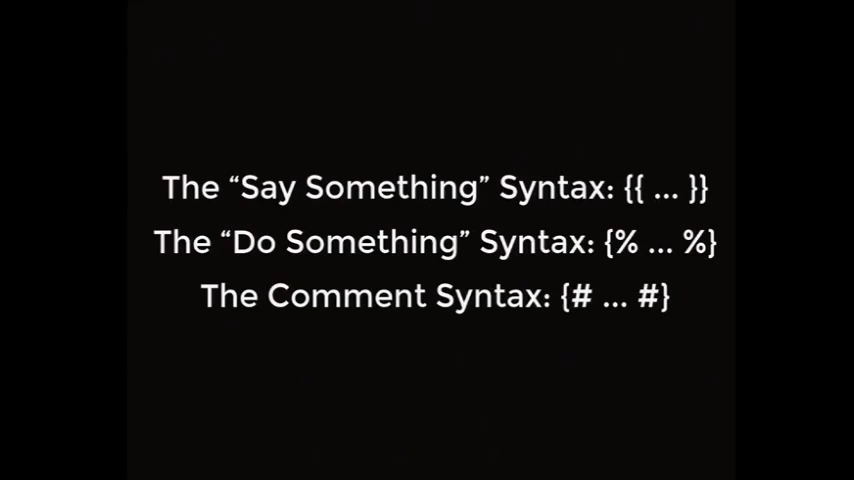 The “Say Something” Syntax: {{ ... }}
The “Do Something” Syntax: {% ... %}
The Comment Syntax: {# ... #}